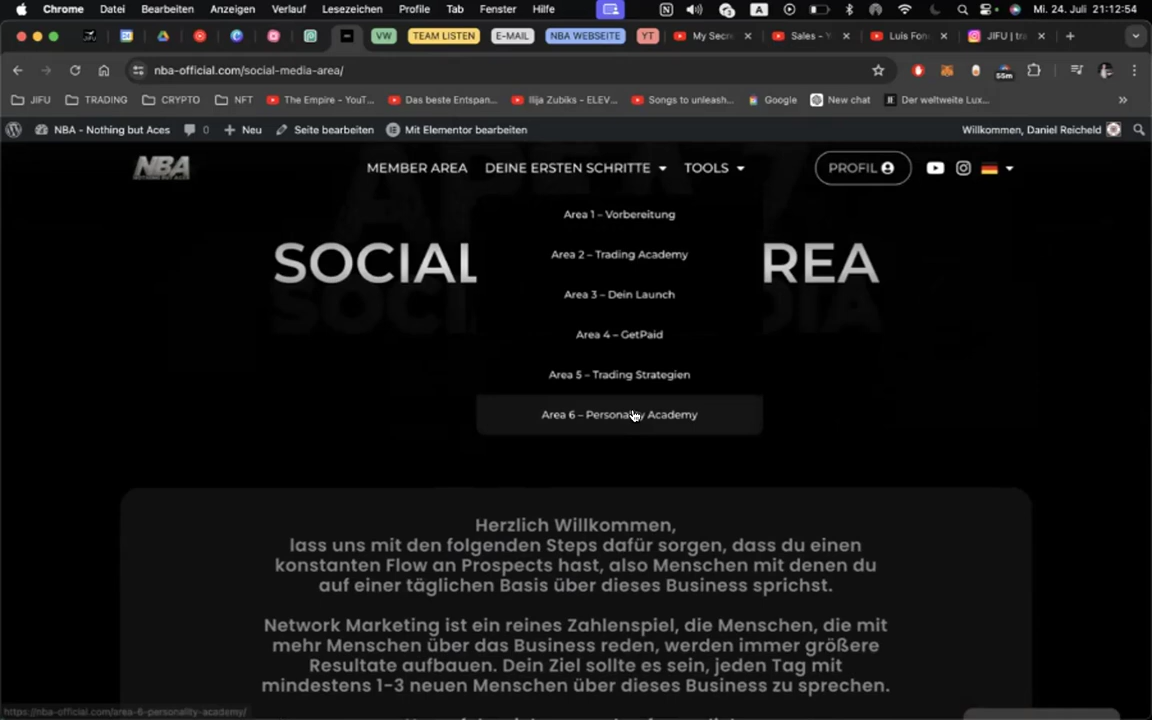 Chrome Datei Bearbeiten Anzeigen Verlauf Lesezeichen Profile Tab Fenster Hilfe Mi. 24. Juli 21:12:54
VW TEAM LISTEN E-MAIL NBA WEBSEITE YT My Secre Sales – Y Luis Fon JIFU | tra
nba-official.com/social-media-area/
55m
JIFU TRADING CRYPTO NFT The Empire – YouT... Das beste Entspan... Ilija Zubiks - ELEV... Songs to unleash... Google New chat Der weltweite Lux...
NBA - Nothing but Aces 0 Neu Seite bearbeiten Mit Elementor bearbeiten Willkommen, Daniel Reicheld
NBA MEMBER AREA DEINE ERSTEN SCHRITTE TOOLS PROFIL
NOTHING BUT ACES
Area 1 – Vorbereitung
Area 2 – Trading Academy
SOCIAL REA
Area 3 – Dein Launch
Area 4 – GetPaid
Area 5 – Trading Strategien
Area 6 – Personality Academy
Herzlich Willkommen,
lass uns mit den folgenden Steps dafür sorgen, dass du einen
konstanten Flow an Prospects hast, also Menschen mit denen du
auf einer täglichen Basis über dieses Business sprichst.
Network Marketing ist ein reines Zahlenspiel, die Menschen, die mit
mehr Menschen über das Business reden, werden immer größere
Resultate aufbauen. Dein Ziel sollte es sein, jeden Tag mit
mindestens 1-3 neuen Menschen über dieses Business zu sprechen.
https://nba-official.com/area-6-personality-academy/